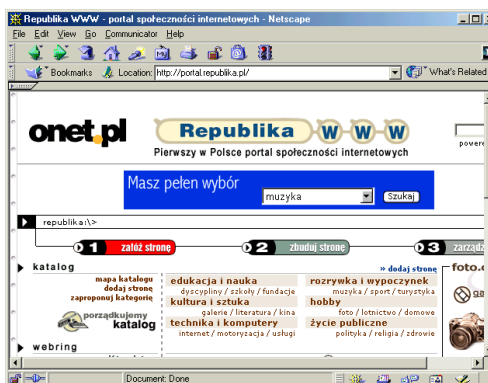 Republika WWW - portal społeczności internetowych - Netscape
File Edit View Go Communicator Help
Bookmarks Location: http://portal.republika.pl/ What's Related
onet.pl Republika W-W-W
Pierwszy w Polsce portal społeczności internetowych
Masz pełen wybór muzyka Szukaj
republika:\>
1 załóż stronę 2 zbuduj stronę 3
katalog » dodaj stronę foto.
mapa katalogu
dodaj stronę
zaproponuj kategorię
porządkujemy
katalog
edukacja i nauka rozrywka i wypoczynek
dyscypliny / szkoły / fundacje muzyka / sport / turystyka
kultura i sztuka hobby
galerie / literatura / kina foto / lotnictwo / domowe
technika i komputery życie publiczne
internet / motoryzacja / usługi polityka / religia / zdrowie
webring
Document: Done